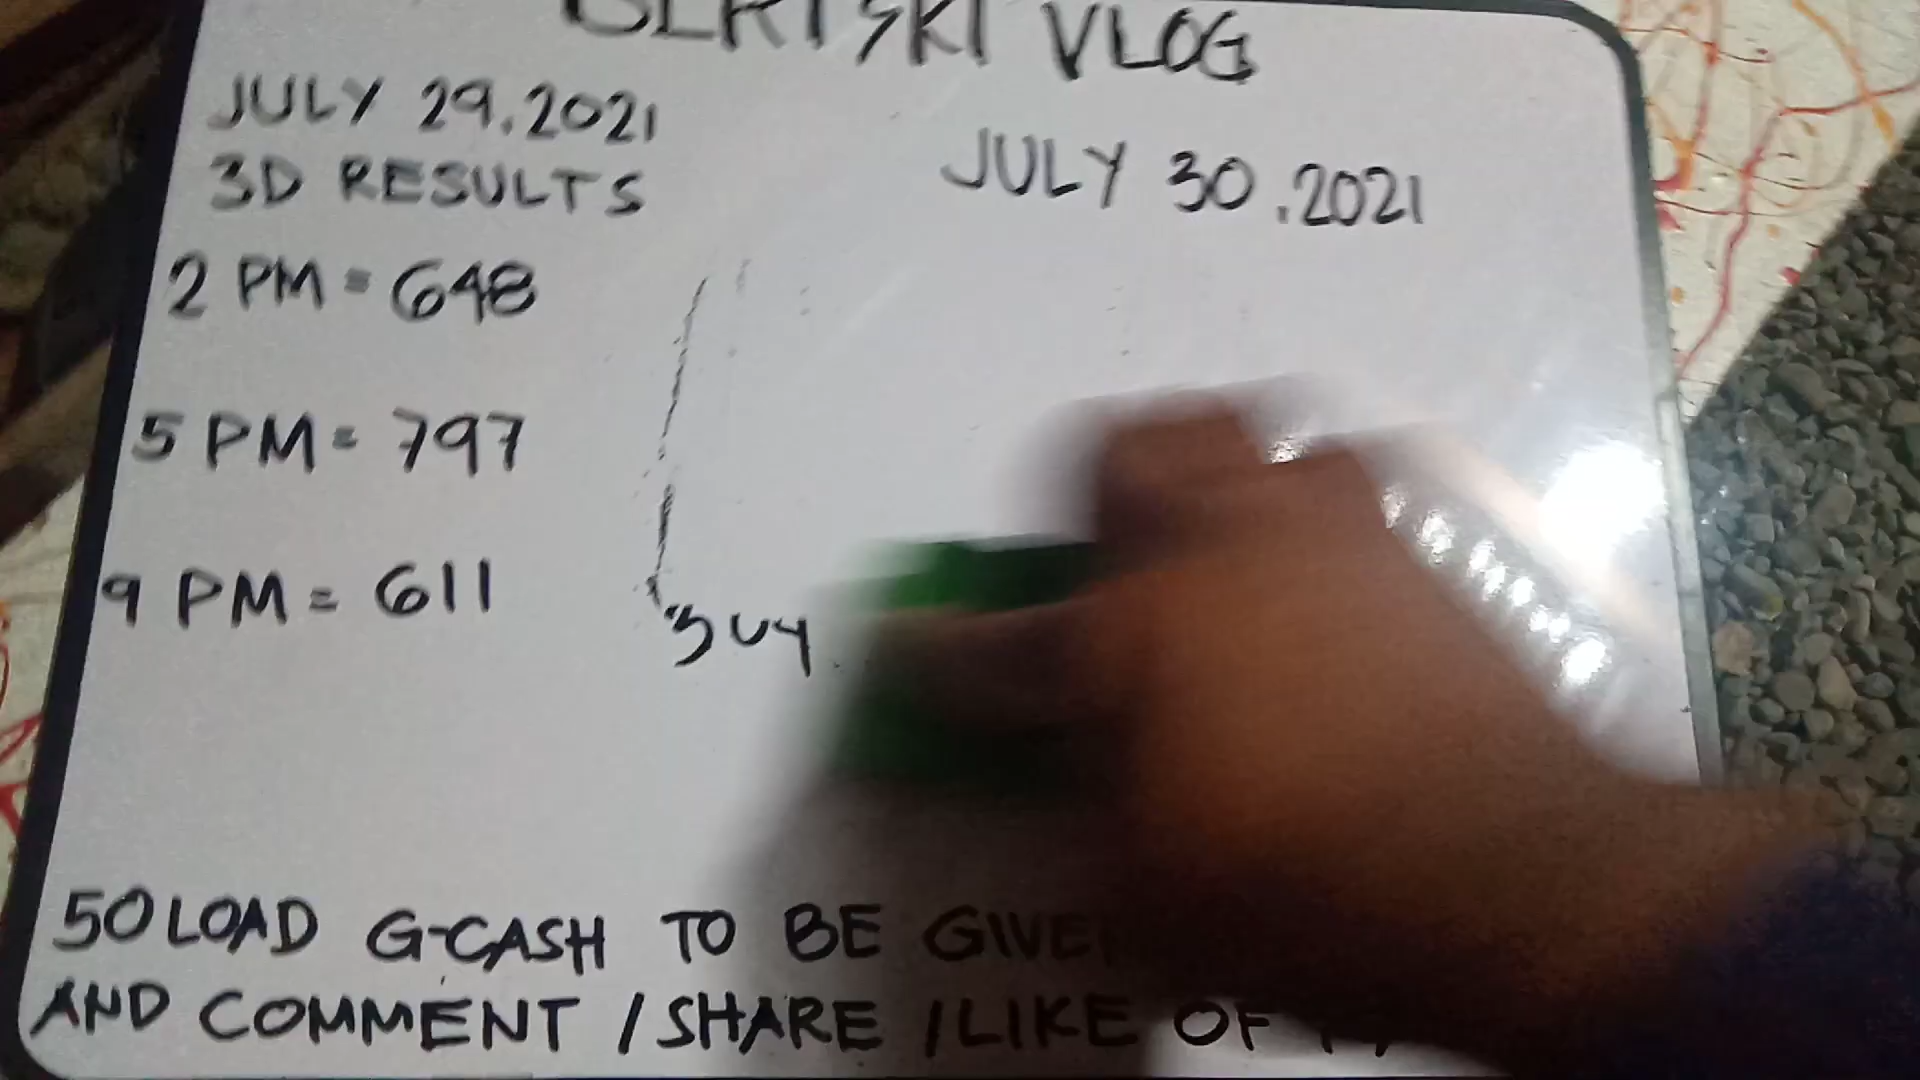 BERTSKI VLOG
JULY 29.2021
3D RESULTS
2 PM = 648
5 PM = 797
9 PM = 611
JULY 30.2021
50 LOAD G-CASH TO BE
AND COMMENT / SHARE / LIKE OF